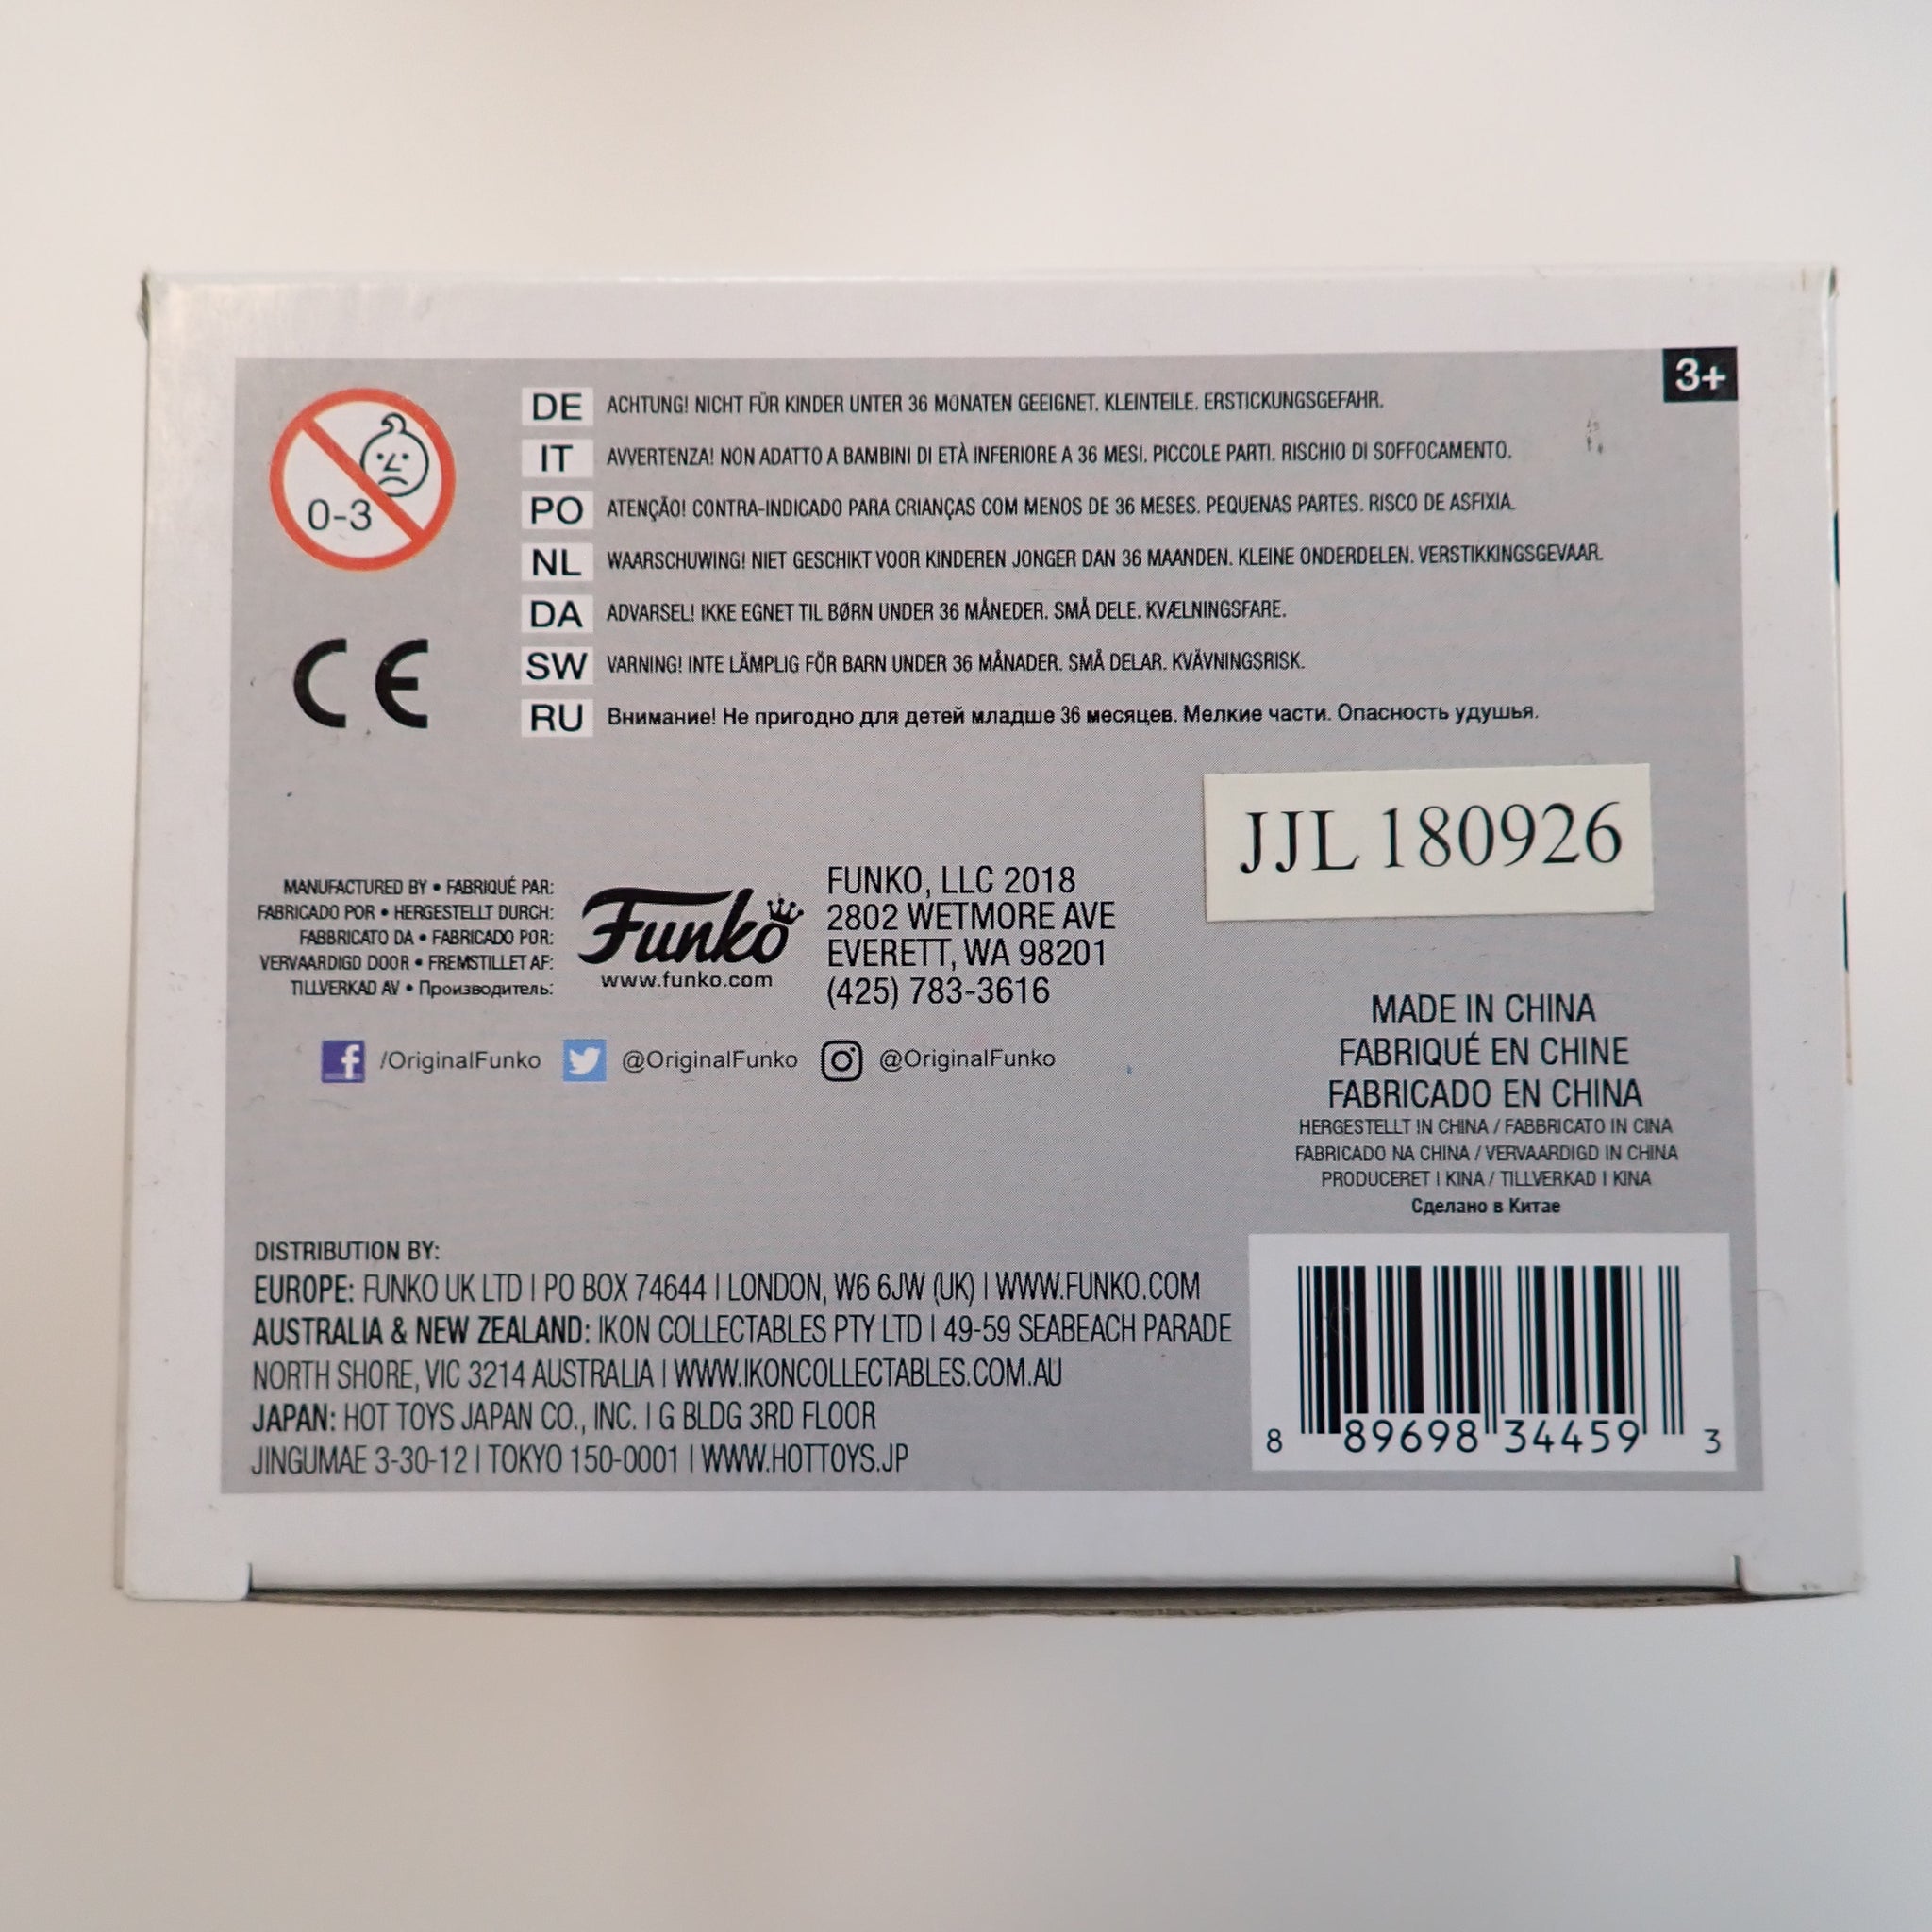 3+
0-3
DE ACHTUNG! NICHT FÜR KINDER UNTER 36 MONATEN GEEIGNET. KLEINTEILE. ERSTICKUNGSGEFAHR.
IT AVVERTENZA! NON ADATTO A BAMBINI DI ETÀ INFERIORE A 36 MESI. PICCOLE PARTI. RISCHIO DI SOFFOCAMENTO.
PO ATENÇÃO! CONTRA-INDICADO PARA CRIANÇAS COM MENOS DE 36 MESES. PEQUENAS PARTES. RISCO DE ASFIXIA.
NL WAARSCHUWING! NIET GESCHIKT VOOR KINDEREN JONGER DAN 36 MAANDEN. KLEINE ONDERDELEN. VERSTIKKINGSGEVAAR.
DA ADVARSEL! IKKE EGNET TIL BØRN UNDER 36 MÅNEDER. SMÅ DELE. KVÆLNINGSFARE.
SW VARNING! INTE LÄMPLIG FÖR BARN UNDER 36 MÅNADER. SMÅ DELAR. KVÄVNINGSRISK.
RU Внимание! Не пригодно для детей младше 36 месяцев. Мелкие части. Опасность удушья.
CE
JJL 180926
MANUFACTURED BY • FABRIQUÉ PAR:
FABRICADO POR • HERGESTELLT DURCH:
FABBRICATO DA • FABRICADO POR:
VERVAARDIGD DOOR • FREMSTILLET AF:
TILLVERKAD AV • Производитель:
Funko
www.funko.com
FUNKO, LLC 2018
2802 WETMORE AVE
EVERETT, WA 98201
(425) 783-3616
/OriginalFunko @OriginalFunko @OriginalFunko
MADE IN CHINA
FABRIQUÉ EN CHINE
FABRICADO EN CHINA
HERGESTELLT IN CHINA / FABBRICATO IN CINA
FABRICADO NA CHINA / VERVAARDIGD IN CHINA
PRODUCERET I KINA / TILLVERKAD I KINA
Сделано в Китае
DISTRIBUTION BY:
EUROPE: FUNKO UK LTD | PO BOX 74644 | LONDON, W6 6JW (UK) | WWW.FUNKO.COM
AUSTRALIA & NEW ZEALAND: IKON COLLECTABLES PTY LTD | 49-59 SEABEACH PARADE
NORTH SHORE, VIC 3214 AUSTRALIA | WWW.IKONCOLLECTABLES.COM.AU
JAPAN: HOT TOYS JAPAN CO., INC. | G BLDG 3RD FLOOR
JINGUMAE 3-30-12 | TOKYO 150-0001 | WWW.HOTTOYS.JP
8 89698 34459 3